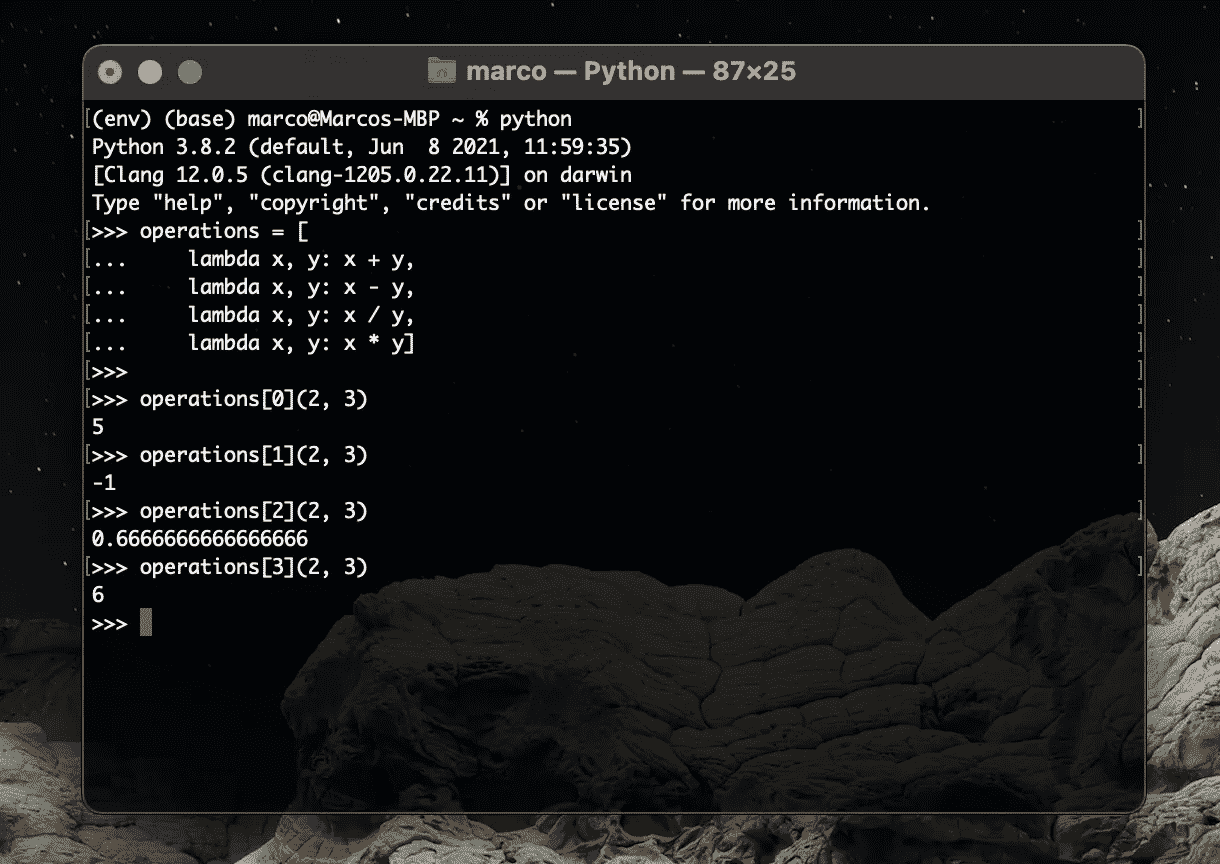 marco — Python — 87×25
[(env) (base) marco@Marcos-MBP ~ % python ]
Python 3.8.2 (default, Jun  8 2021, 11:59:35)
[Clang 12.0.5 (clang-1205.0.22.11)] on darwin
Type "help", "copyright", "credits" or "license" for more information.
[>>> operations = [ ]
[...     lambda x, y: x + y, ]
[...     lambda x, y: x - y, ]
[...     lambda x, y: x / y, ]
[...     lambda x, y: x * y] ]
[>>> ]
[>>> operations[0](2, 3) ]
5
[>>> operations[1](2, 3) ]
-1
[>>> operations[2](2, 3) ]
0.6666666666666666
[>>> operations[3](2, 3) ]
6
>>>